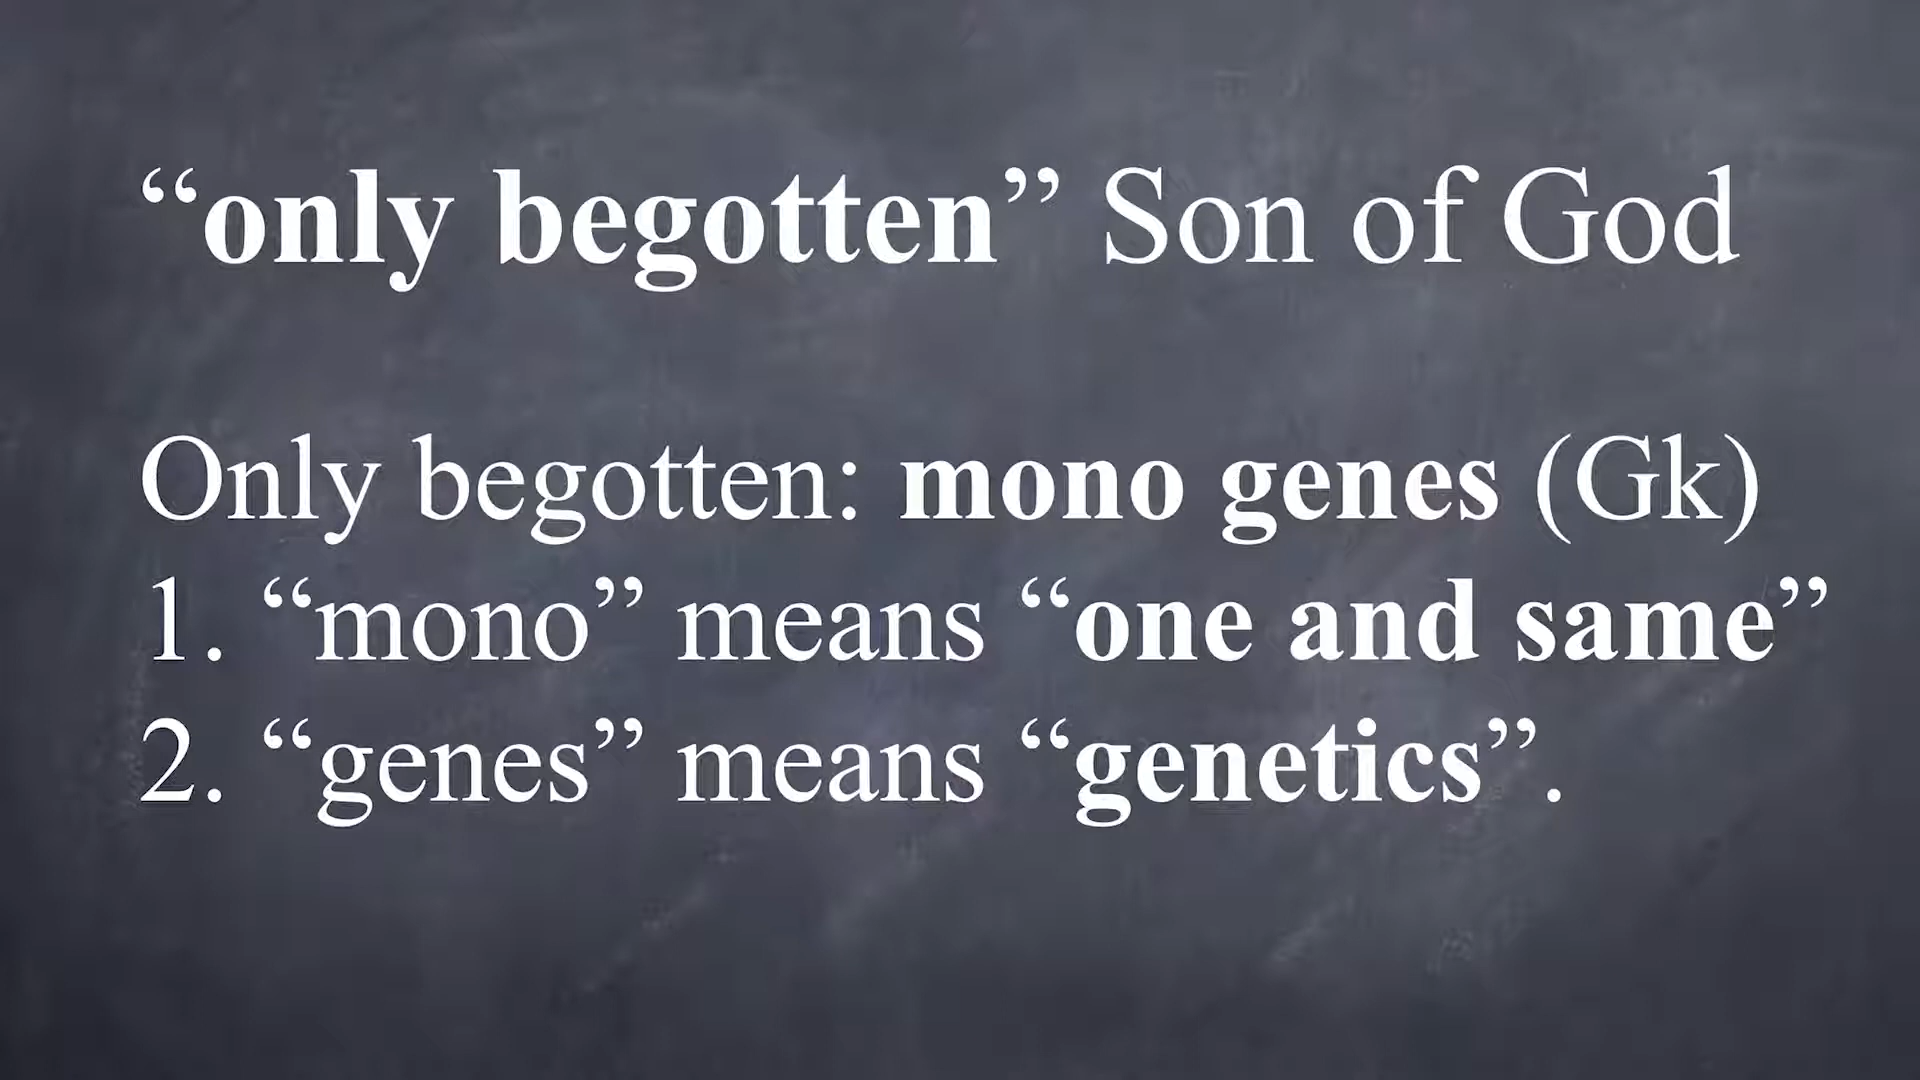 “only begotten” Son of God
Only begotten: mono genes (Gk)
1. “mono” means “one and same”
2. “genes” means “genetics”.